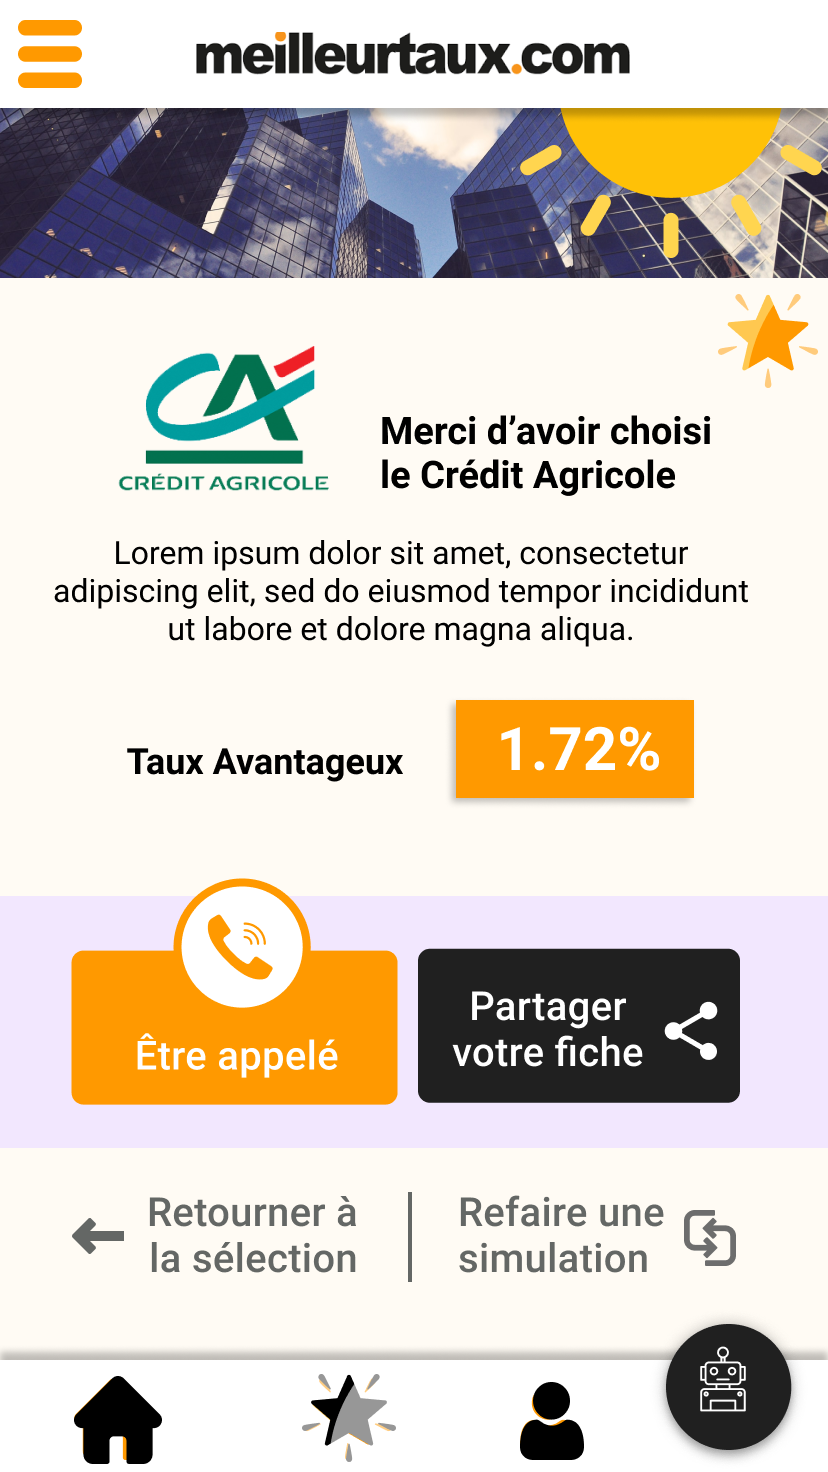 meilleurtaux.com
CRÉDIT AGRICOLE
Merci d’avoir choisi
le Crédit Agricole
Lorem ipsum dolor sit amet, consectetur
adipiscing elit, sed do eiusmod tempor incididunt
ut labore et dolore magna aliqua.
Taux Avantageux
1.72%
Être appelé
Partager
votre fiche
Retourner à
la sélection
Refaire une
simulation